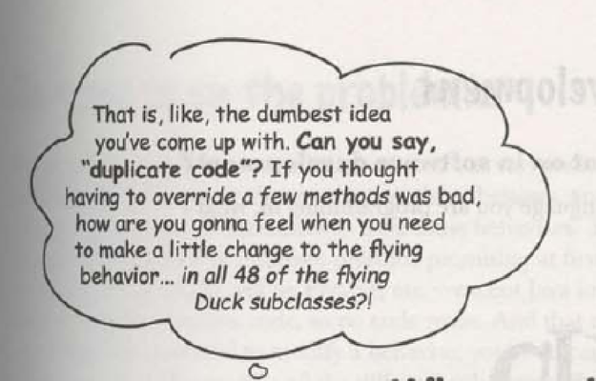 That is, like, the dumbest idea
you've come up with. Can you say,
"duplicate code"? If you thought
having to override a few methods was bad,
how are you gonna feel when you need
to make a little change to the flying
behavior... in all 48 of the flying
Duck subclasses?!